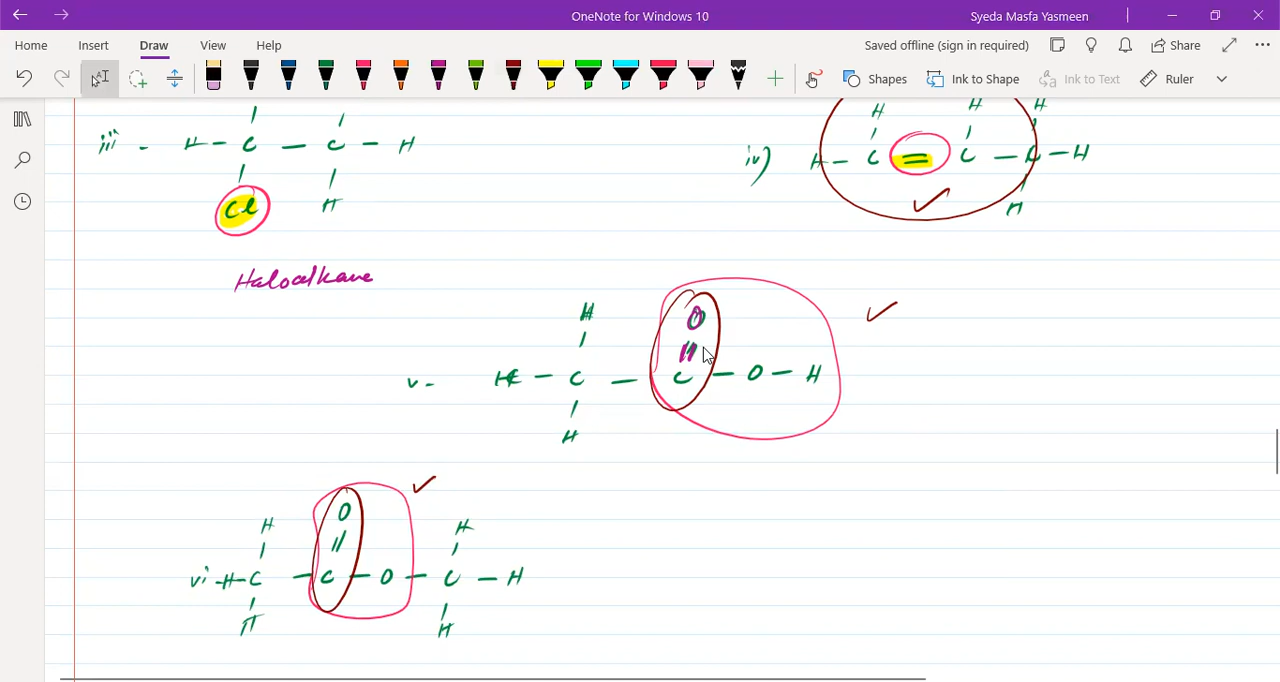 OneNote for Windows 10
Syeda Masfa Yasmeen
Home Insert Draw View Help
Saved offline (sign in required) Share
Shapes Ink to Shape Ink to Text Ruler
H H H
iii - H - C - C - H
iv) H - C = C - C - H
Cl H
H
Haloalkane
H O
v- H - C - C - O - H
H
O
H H
vi H-C - C - O - C - H
H H